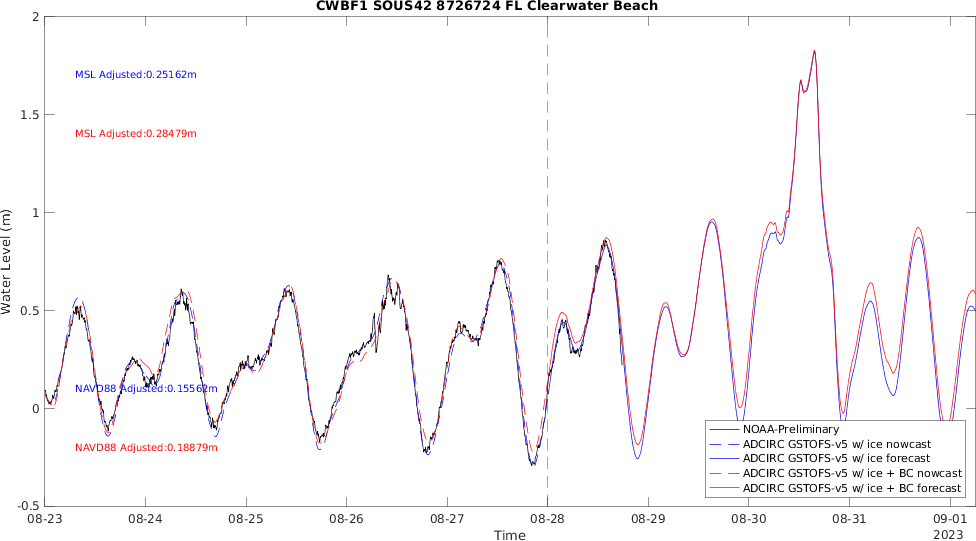 CWBF1 SOUS42 8726724 FL Clearwater Beach
2
1.5
1
0.5
0
-0.5
Water Level (m)
MSL Adjusted:0.25162m
MSL Adjusted:0.28479m
NAVD88 Adjusted:0.15562m
NAVD88 Adjusted:0.18879m
NOAA-Preliminary
ADCIRC GSTOFS-v5 w/ ice nowcast
ADCIRC GSTOFS-v5 w/ ice forecast
ADCIRC GSTOFS-v5 w/ice + BC nowcast
ADCIRC GSTOFS-v5 w/ice + BC forecast
08-23 08-24 08-25 08-26 08-27 08-28 08-29 08-30 08-31 09-01
2023
Time